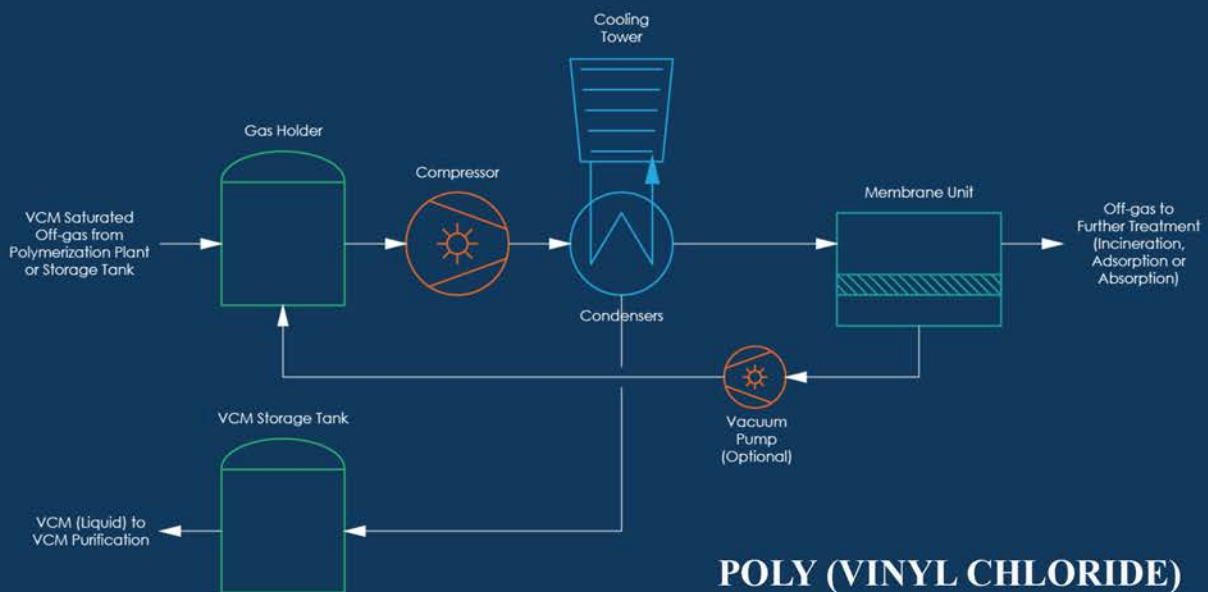 Cooling
Tower
Gas Holder
Compressor
Membrane Unit
VCM Saturated
Off-gas from
Polymerization Plant
or Storage Tank
Off-gas to
Further Treatment
(Incineration,
Adsorption or
Absorption)
Condensers
VCM Storage Tank
Vacuum
Pump
(Optional)
VCM (Liquid) to
VCM Purification
POLY (VINYL CHLORIDE)